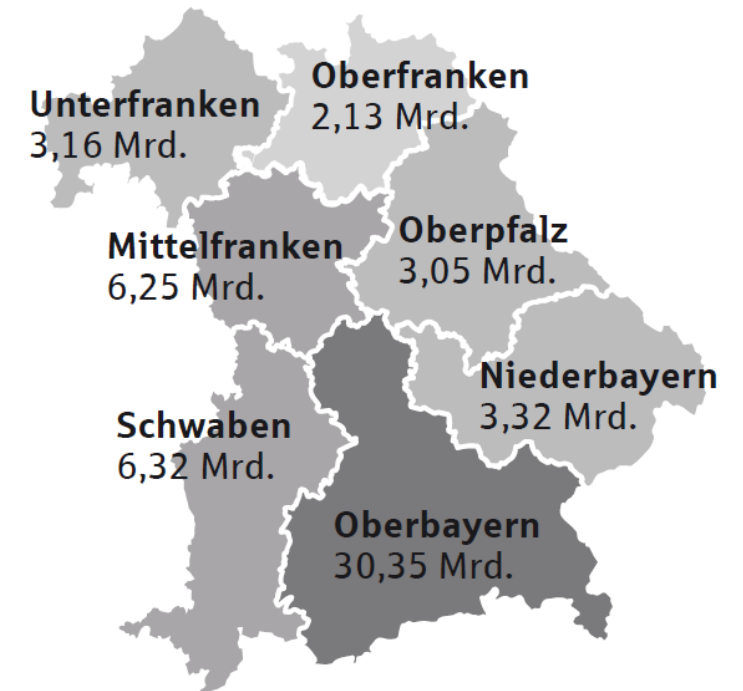 Oberfranken
2,13 Mrd.
Unterfranken
3,16 Mrd.
Mittelfranken
6,25 Mrd.
Oberpfalz
3,05 Mrd.
Niederbayern
3,32 Mrd.
Schwaben
6,32 Mrd.
Oberbayern
30,35 Mrd.